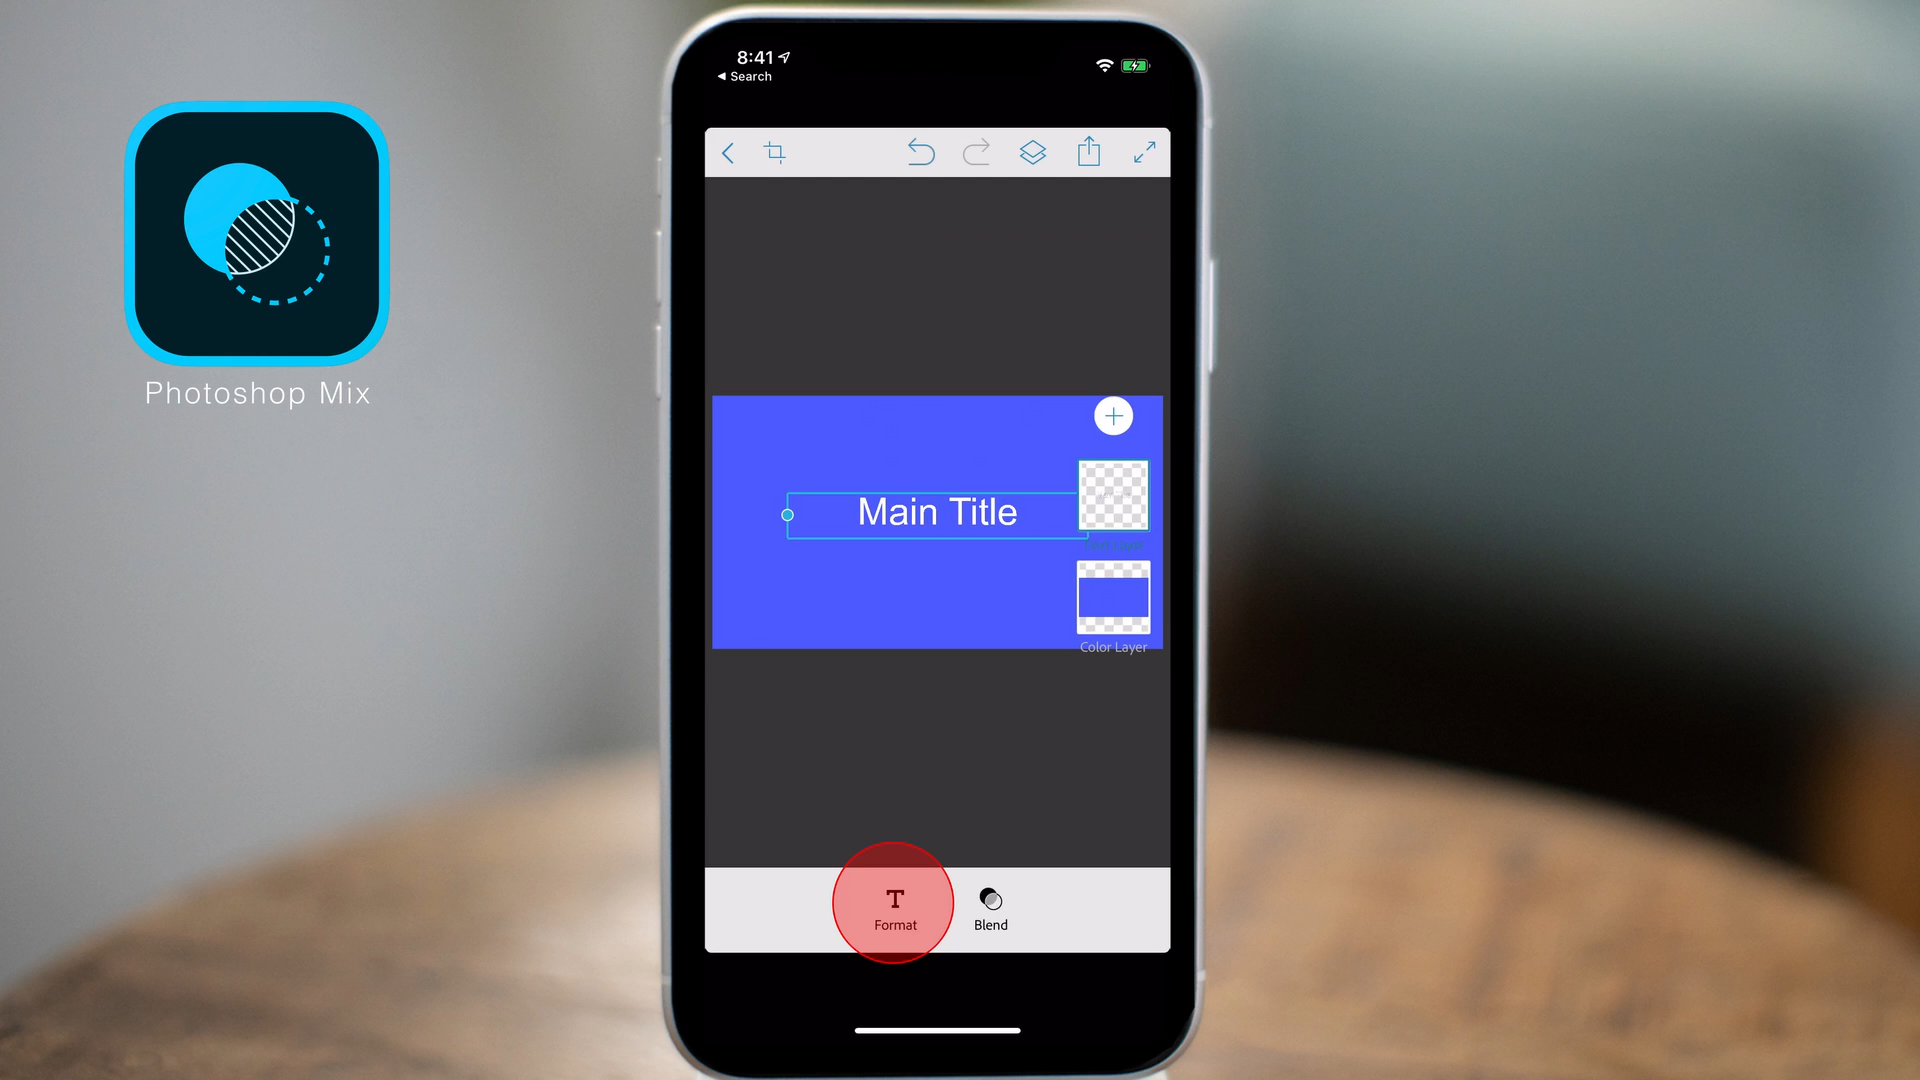 8:41
Search
Photoshop Mix
Main Title
Color Layer
Format
Blend